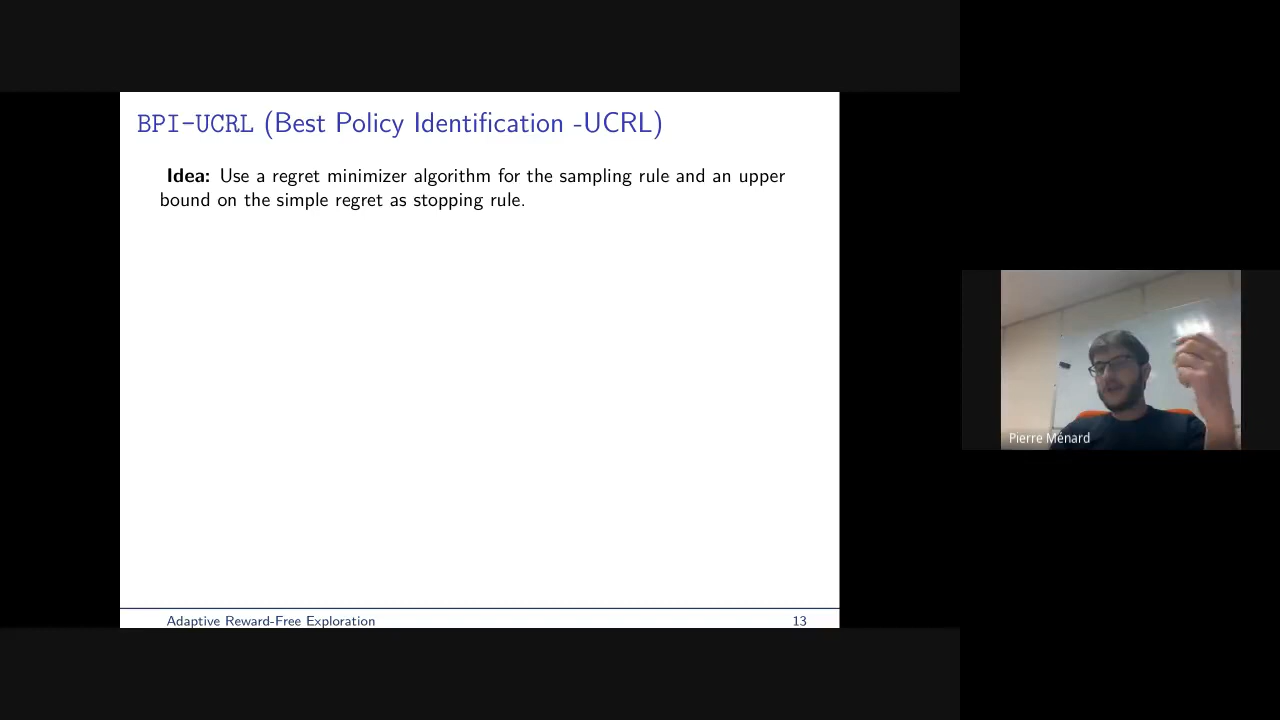 BPI-UCRL (Best Policy Identification -UCRL)
Idea: Use a regret minimizer algorithm for the sampling rule and an upper
bound on the simple regret as stopping rule.
Adaptive Reward-Free Exploration 13
Pierre Ménard